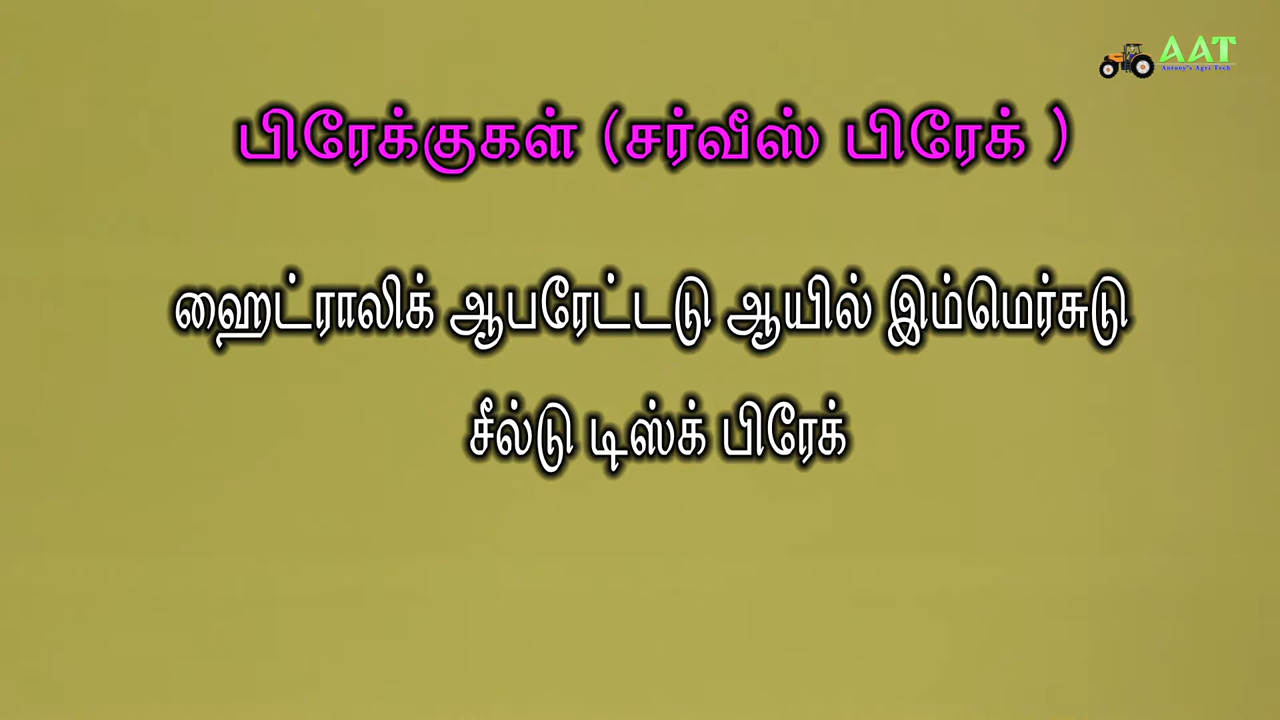 AAT
Antony's Agri Tech
பிரேக்குகள் (சர்வீஸ் பிரேக் )
ஹைட்ராலிக் ஆபரேட்டடு ஆயில் இம்மெர்சுடு
சீல்டு டிஸ்க் பிரேக்